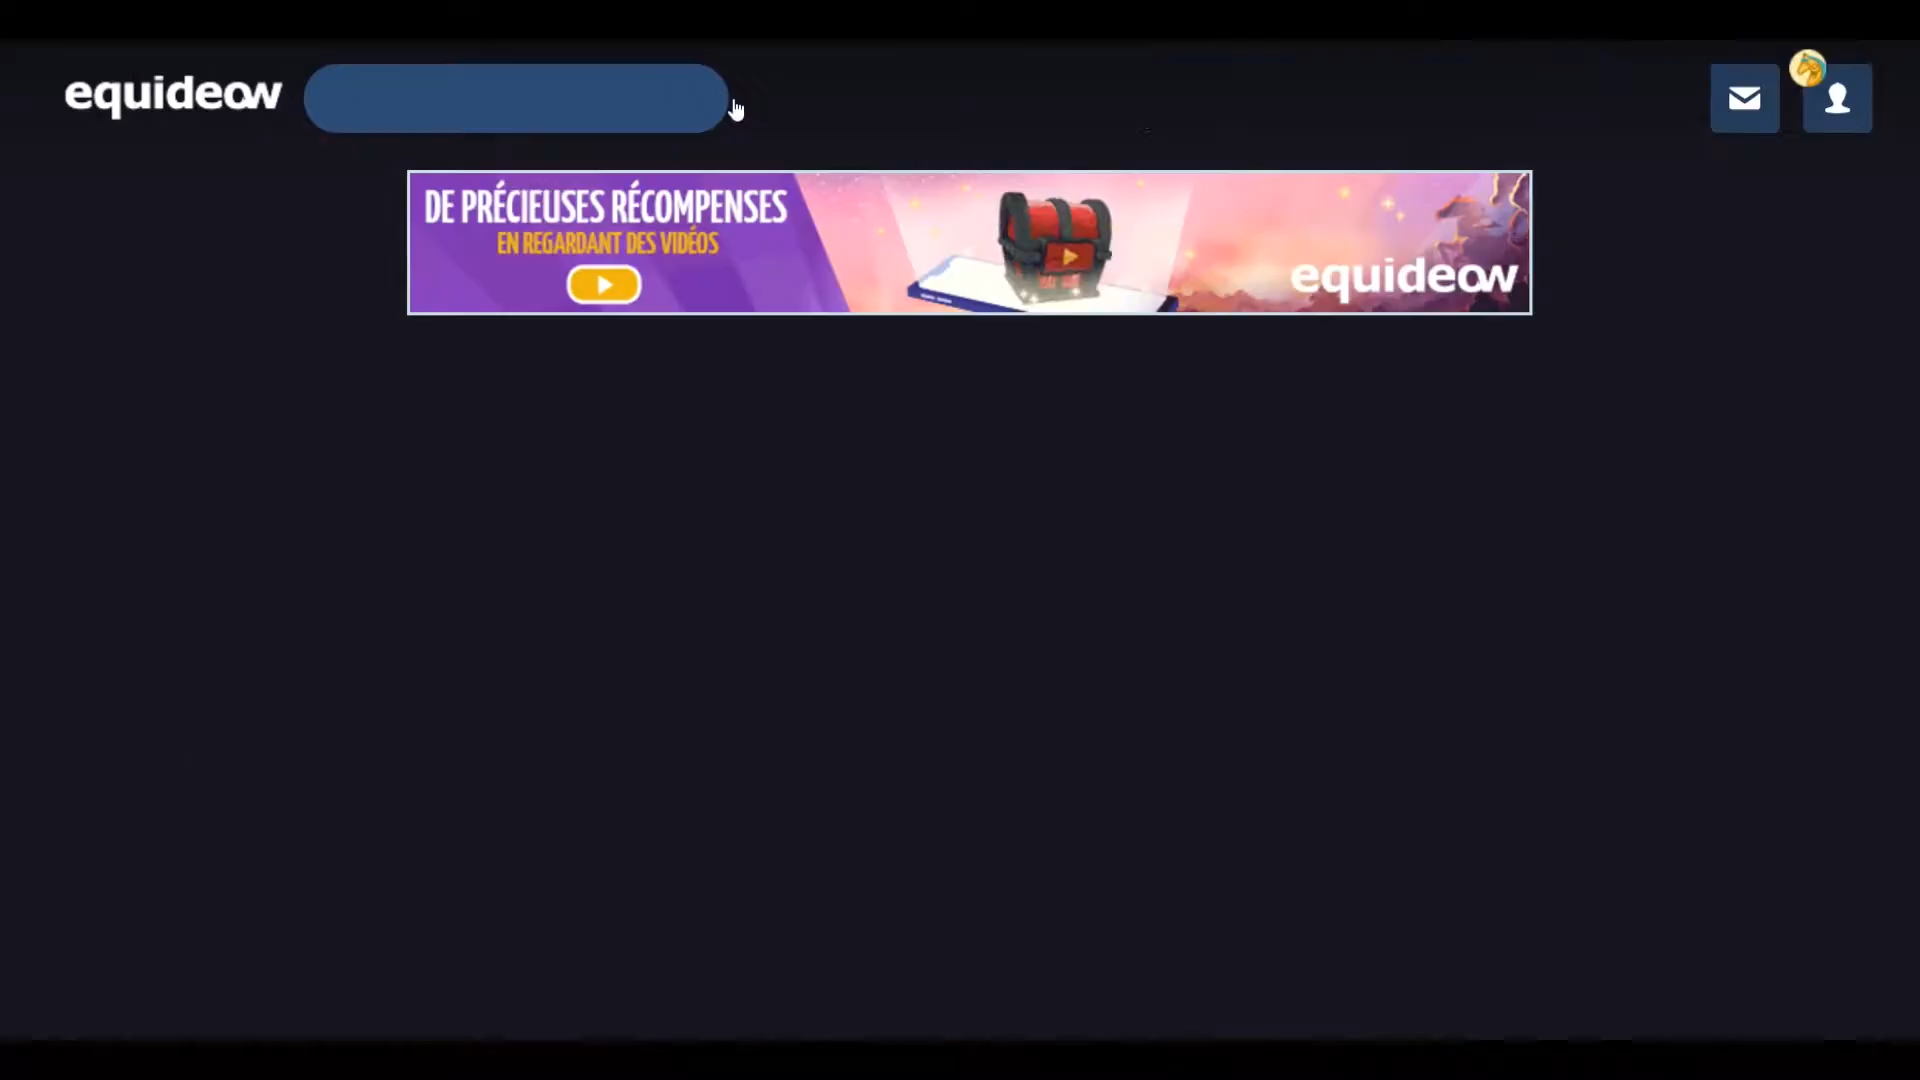 equideow
DE PRÉCIEUSES RÉCOMPENSES
EN REGARDANT DES VIDÉOS
equideow